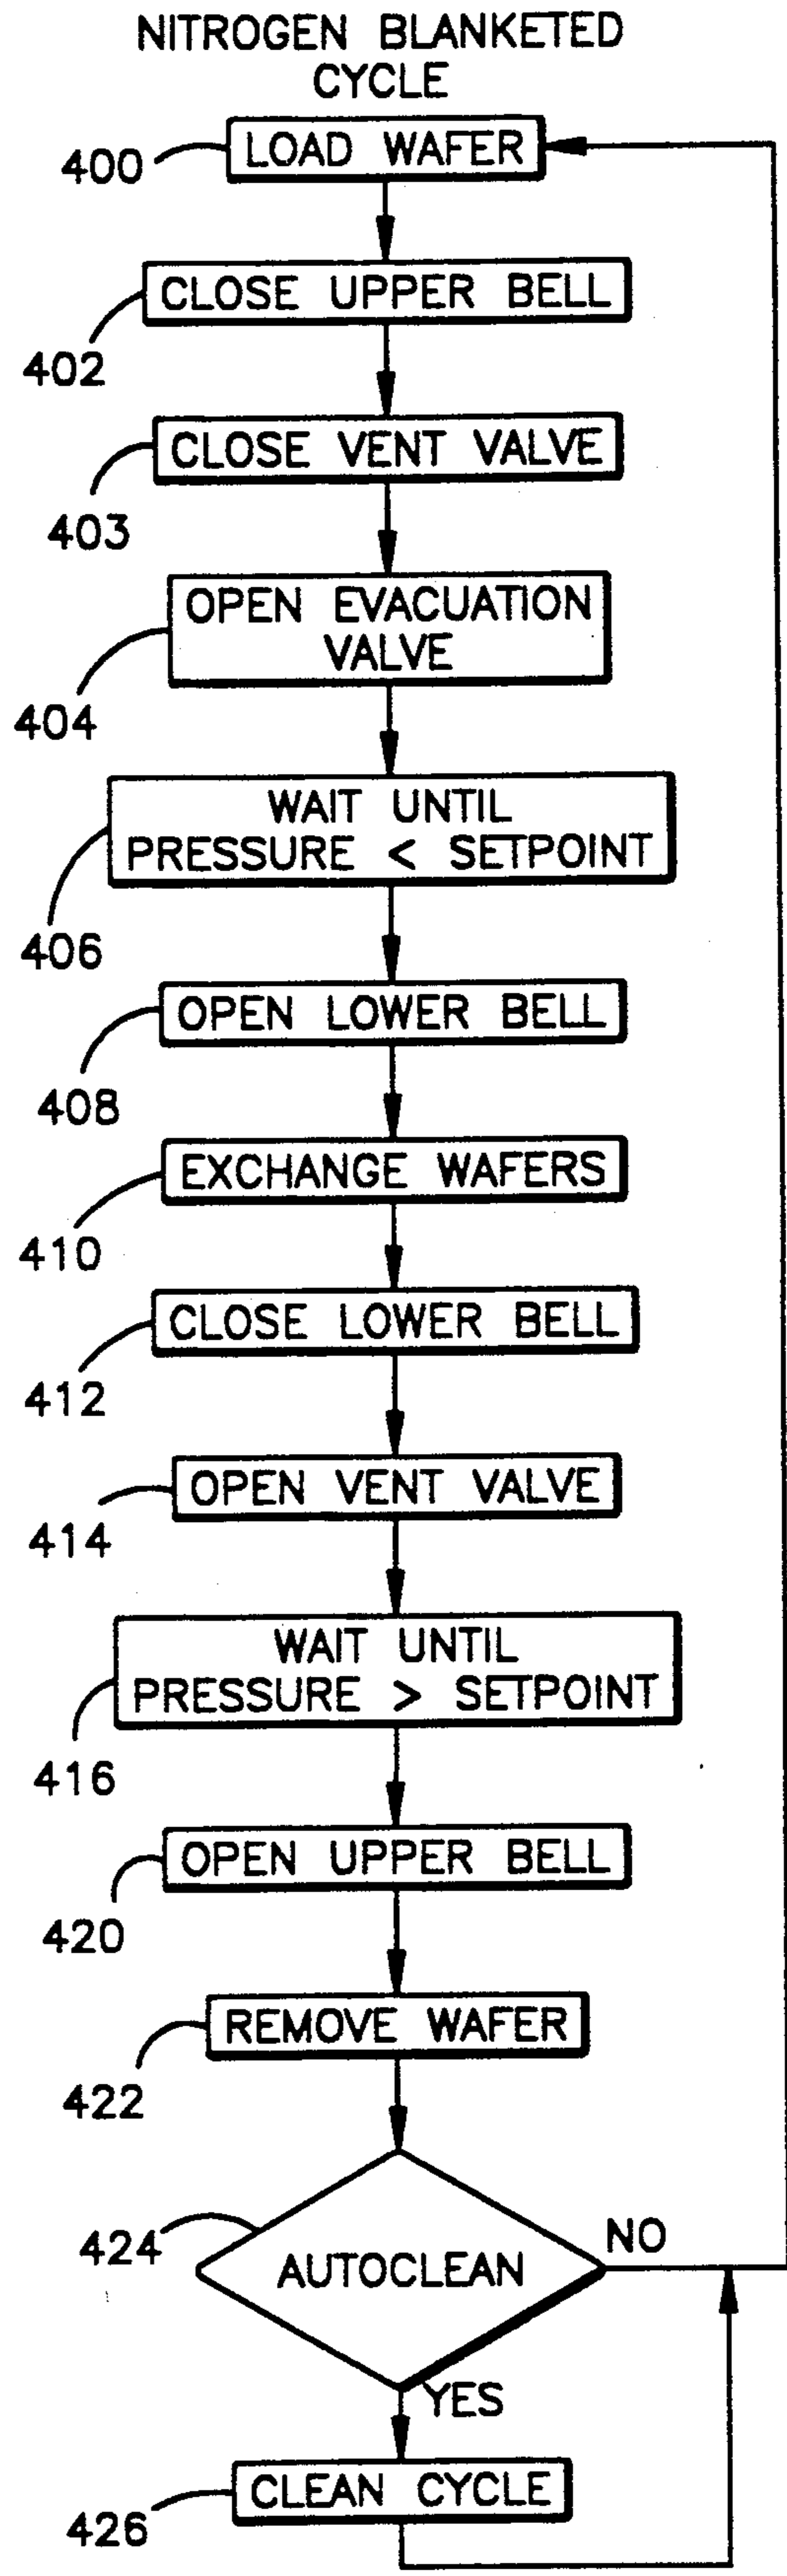 NITROGEN BLANKETED
CYCLE
400
LOAD WAFER
CLOSE UPPER BELL
402
CLOSE VENT VALVE
403
OPEN EVACUATION
VALVE
404
WAIT UNTIL
PRESSURE < SETPOINT
406
OPEN LOWER BELL
408
EXCHANGE WAFERS
410
CLOSE LOWER BELL
412
OPEN VENT VALVE
414
WAIT UNTIL
PRESSURE > SETPOINT
416
OPEN UPPER BELL
420
REMOVE WAFER
422
424
AUTOCLEAN
NO
YES
CLEAN CYCLE
426